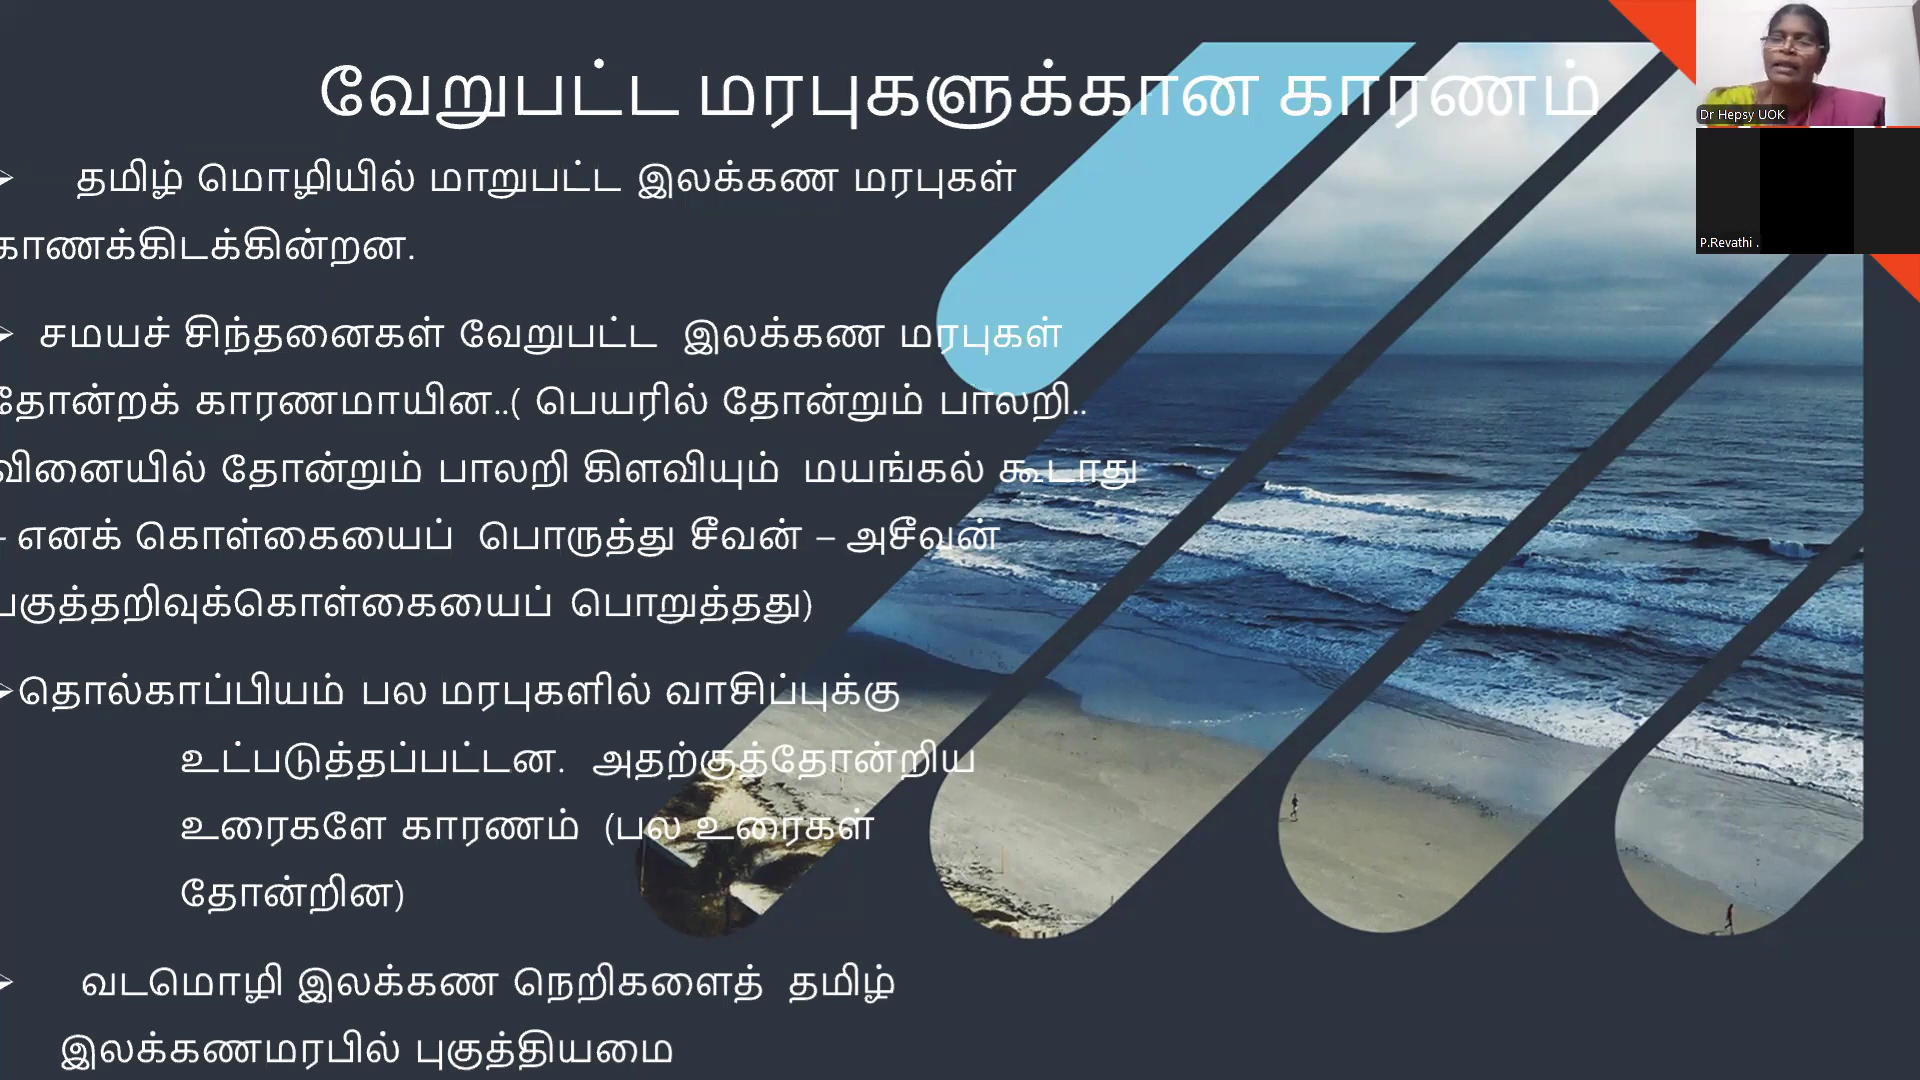 வேறுபட்ட மரபுகளுக்கான காரணம்
தமிழ் மொழியில் மாறுபட்ட இலக்கண மரபுகள்
காணக்கிடக்கின்றன.
சமயச் சிந்தனைகள் வேறுபட்ட இலக்கண மரபுகள்
தோன்றக் காரணமாயின..( பெயரில் தோன்றும் பாலறி..
வினையில் தோன்றும் பாலறி கிளவியும் மயங்கல் கூடாது
- எனக் கொள்கையைப் பொருத்து சீவன் – அசீவன்
பகுத்தறிவுக்கொள்கையைப் பொறுத்தது)
தொல்காப்பியம் பல மரபுகளில் வாசிப்புக்கு
உட்படுத்தப்பட்டன. அதற்குத்தோன்றிய
உரைகளே காரணம் (பல உரைகள்
தோன்றின)
வடமொழி இலக்கண நெறிகளைத் தமிழ்
இலக்கணமரபில் புகுத்தியமை
Dr Hepsy UOK
P.Revathi .